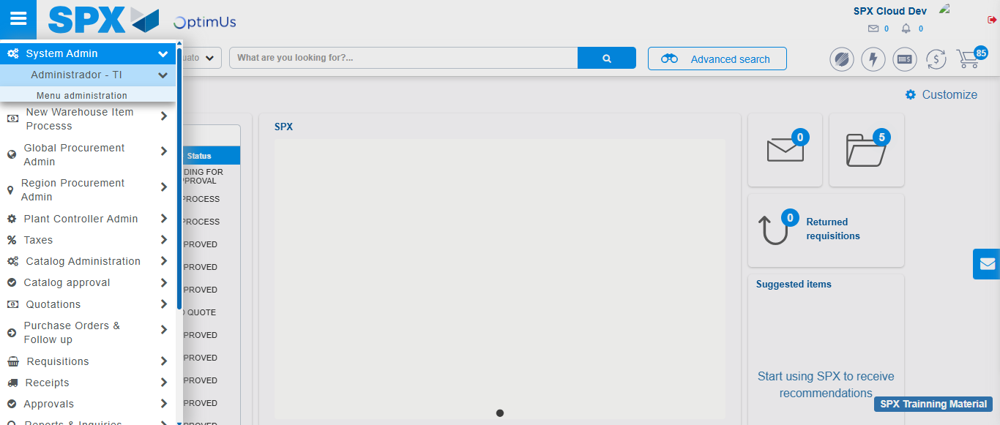 SPX
OptimUs
SPX Cloud Dev
0
0
System Admin
Administrador - TI
Menu administration
New Warehouse Item
Processs
Global Procurement
Admin
Region Procurement
Admin
Plant Controller Admin
Taxes
Catalog Administration
Catalog approval
Quotations
Purchase Orders &
Follow up
Requisitions
Receipts
Approvals
Reports & Inquiries
uato
What are you looking for?...
Advanced search
85
Customize
Status
DING FOR
PROVAL
PROCESS
PROCESS
PROVED
PROVED
PROVED
QUOTE
PROVED
PROVED
PROVED
PROVED
PROVED
SPX
0
5
0
Returned
requisitions
Suggested items
Start using SPX to receive
recommendations
SPX Trainning Material